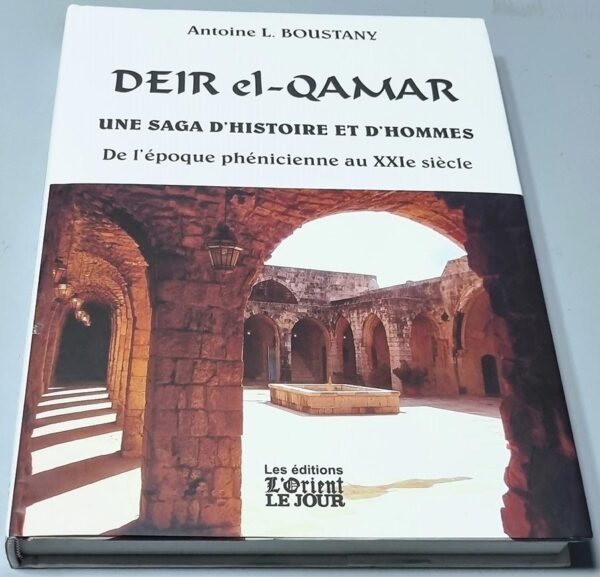 Antoine L. BOUSTANY
DEIR el-QAMAR
UNE SAGA D'HISTOIRE ET D'HOMMES
De l'époque phénicienne au XXIe siècle
Les éditions
L'Orient
LE JOUR